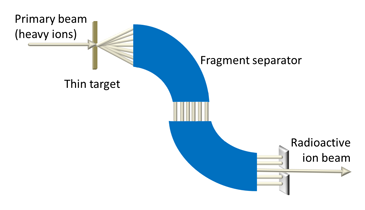 Primary beam
(heavy ions)
Fragment separator
Thin target
Radioactive
ion beam